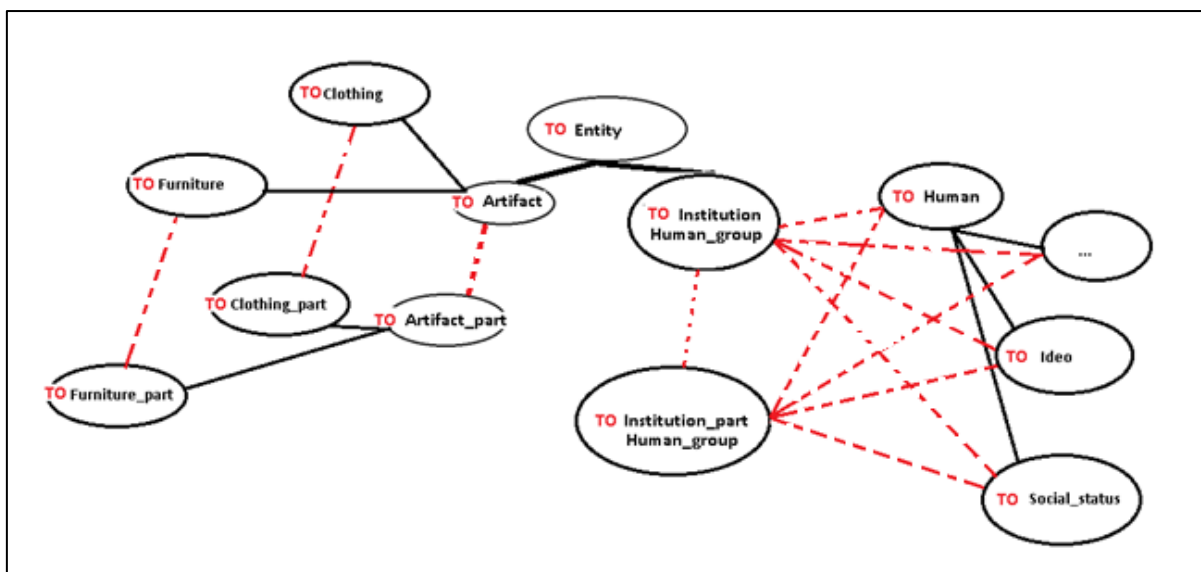 TO Clothing
TO Entity
TO Furniture
TO Artifact
TO Institution
Human_group
TO Human
...
TO Clothing_part
TO Artifact_part
TO Ideo
TO Furniture_part
TO Institution_part
Human_group
TO Social_status